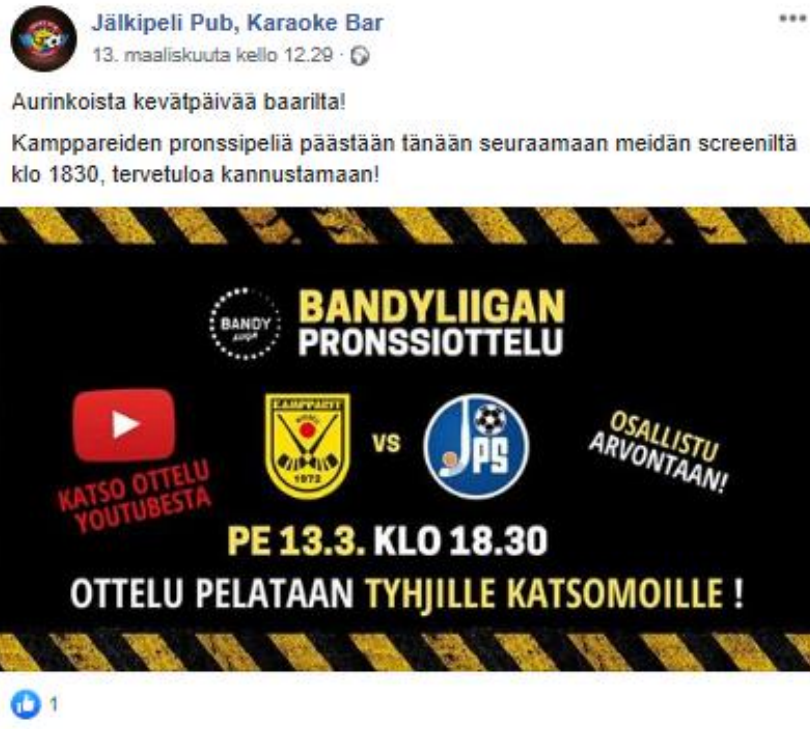 Jälkipeli Pub, Karaoke Bar
13. maaliskuuta kello 12.29 ·
Aurinkoista kevätpäivää baarilta!
Kamppareiden pronssipeliä päästään tänään seuraamaan meidän screeniltä
klo 1830, tervetuloa kannustamaan!
BANDY
LIIGA
BANDYLIIGAN
PRONSSIOTTELU
KATSO OTTELU
YOUTUBESTA
KAMPPARIT
1972
VS
JPS
OSALLISTU
ARVONTAAN!
PE 13.3. KLO 18.30
OTTELU PELATAAN TYHJILLE KATSOMOILLE !
1